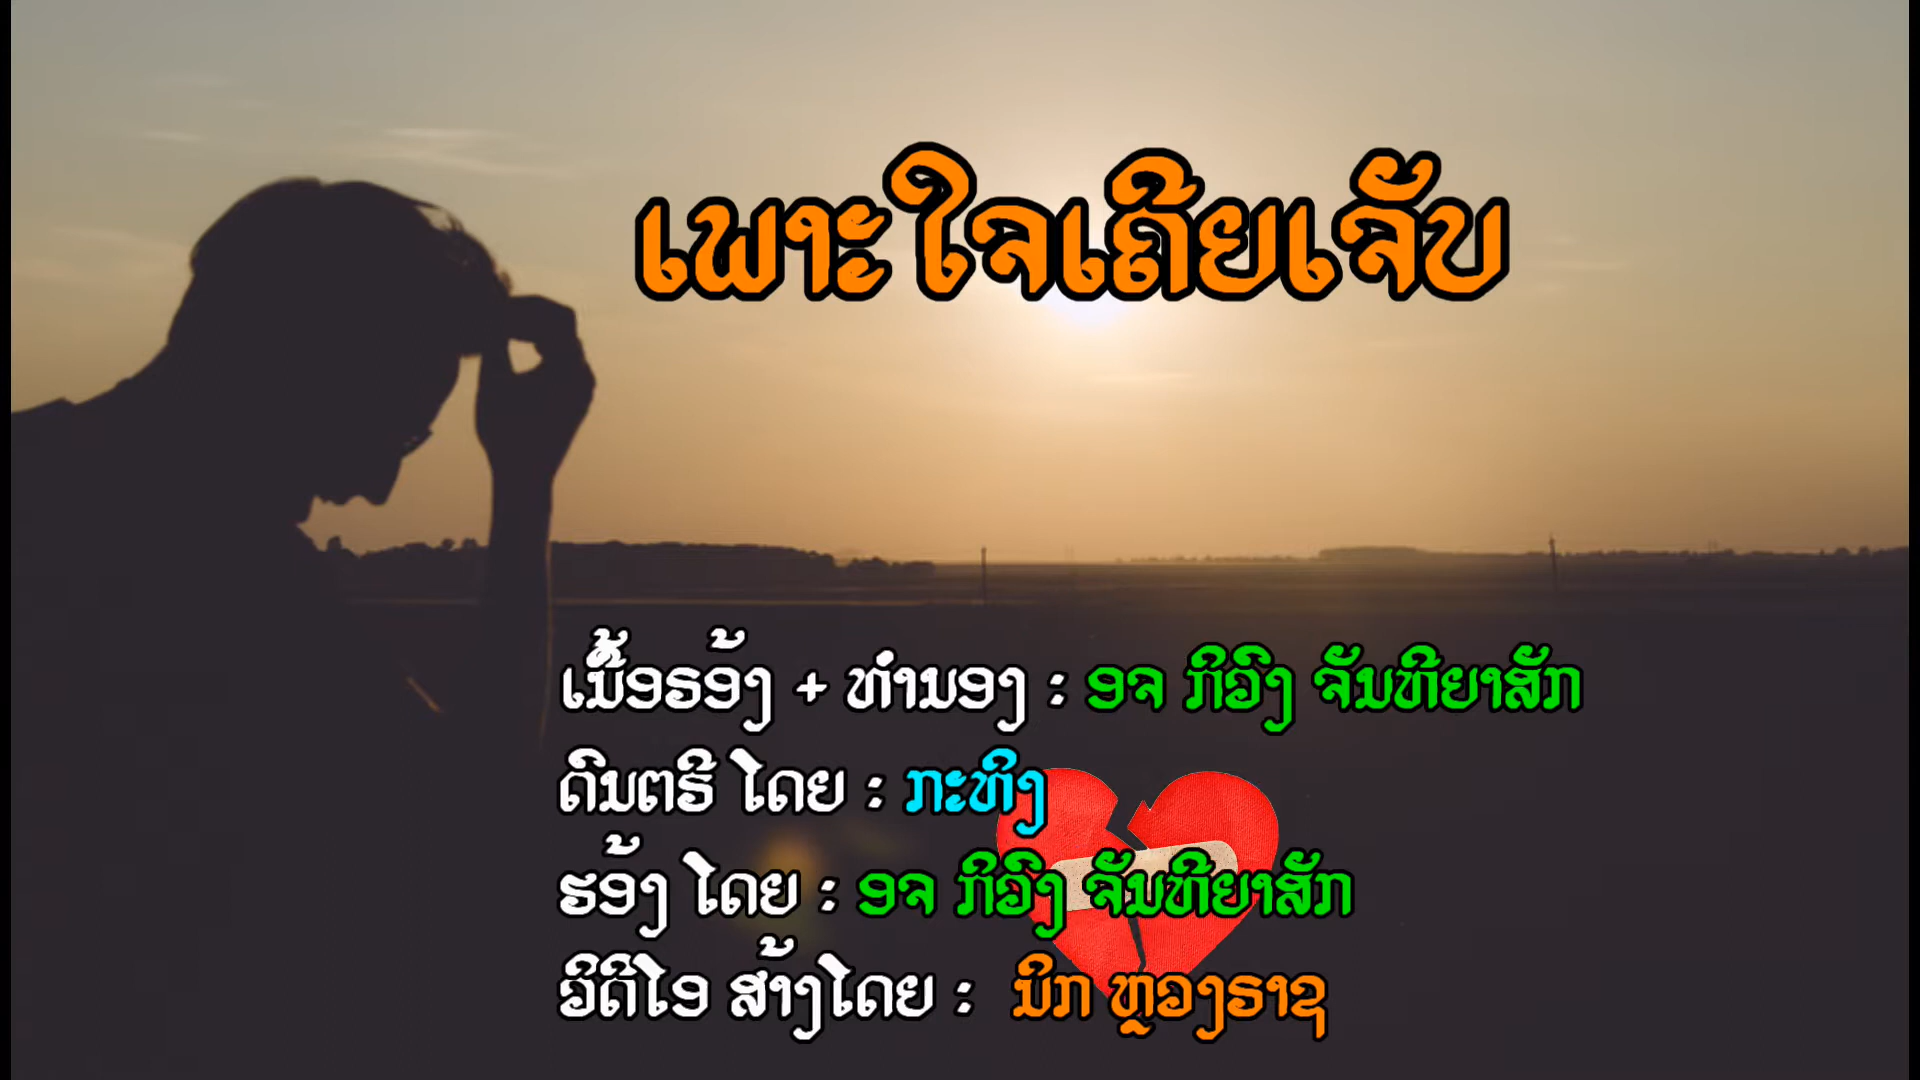 ເພາະໃຈເຄີຍເຈັບ
ເນື້ອຮອ້ງ + ທຳນອງ : ອຈ ກິວົງ ຈັນທິຍາສັກ
ດົນຕຣີ ໂດຍ : ກະທິງ
ຮອ້ງ ໂດຍ : ອຈ ກິວົງ ຈັນທິຍາສັກ
ວິດິໂອ ສ້າງໂດຍ : ມິກ ຫຼວງຣາຊ